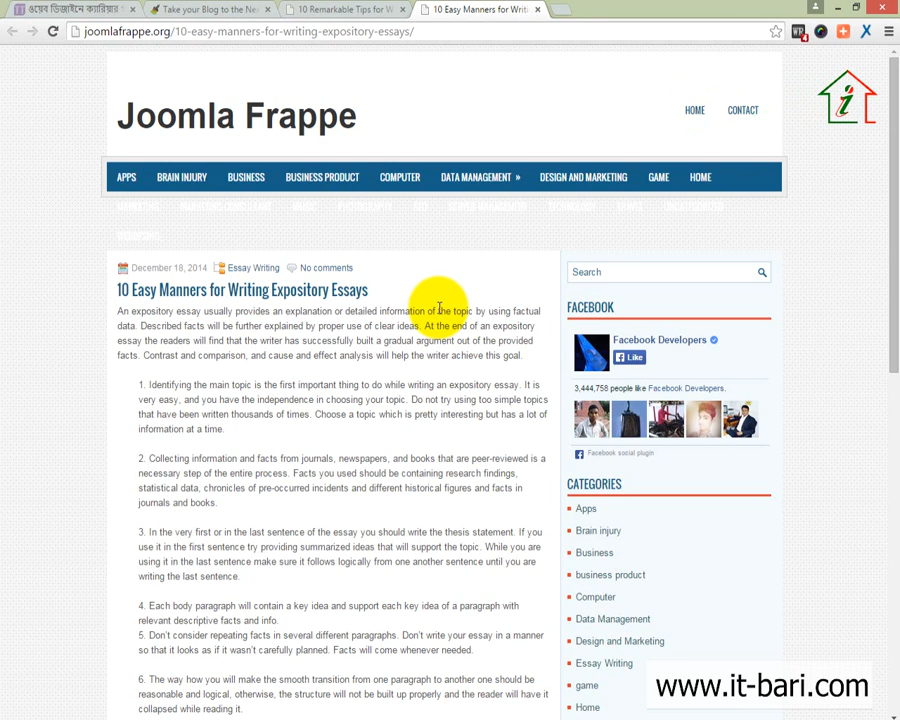 ওয়েব ডিজাইনে ক্যারিয়ার
Take your Blog to the Ne
10 Remarkable Tips for W
10 Easy Manners for Writi
joomlafrappe.org/10-easy-manners-for-writing-expository-essays/
Joomla Frappe
HOME CONTACT
APPS BRAIN INJURY BUSINESS BUSINESS PRODUCT COMPUTER DATA MANAGEMENT » DESIGN AND MARKETING GAME HOME
December 18, 2014 Essay Writing No comments
10 Easy Manners for Writing Expository Essays
An expository essay usually provides an explanation or detailed information of the topic by using factual
data. Described facts will be further explained by proper use of clear ideas. At the end of an expository
essay the readers will find that the writer has successfully built a gradual argument out of the provided
facts. Contrast and comparison, and cause and effect analysis will help the writer achieve this goal.
1. Identifying the main topic is the first important thing to do while writing an expository essay. It is
very easy, and you have the independence in choosing your topic. Do not try using too simple topics
that have been written thousands of times. Choose a topic which is pretty interesting but has a lot of
information at a time.
2. Collecting information and facts from journals, newspapers, and books that are peer-reviewed is a
necessary step of the entire process. Facts you used should be containing research findings,
statistical data, chronicles of pre-occurred incidents and different historical figures and facts in
journals and books.
3. In the very first or in the last sentence of the essay you should write the thesis statement. If you
use it in the first sentence try providing summarized ideas that will support the topic. While you are
using it in the last sentence make sure it follows logically from one another sentence until you are
writing the last sentence.
4. Each body paragraph will contain a key idea and support each key idea of a paragraph with
relevant descriptive facts and info.
5. Don't consider repeating facts in several different paragraphs. Don't write your essay in a manner
so that it looks as if it wasn't carefully planned. Facts will come whenever needed.
6. The way how you will make the smooth transition from one paragraph to another one should be
reasonable and logical, otherwise, the structure will not be built up properly and the reader will have it
collapsed while reading it.
Search
FACEBOOK
Facebook Developers
Like
3,444,758 people like Facebook Developers.
Facebook social plugin
CATEGORIES
Apps
Brain injury
Business
business product
Computer
Data Management
Design and Marketing
Essay Writing
game
Home
www.it-bari.com